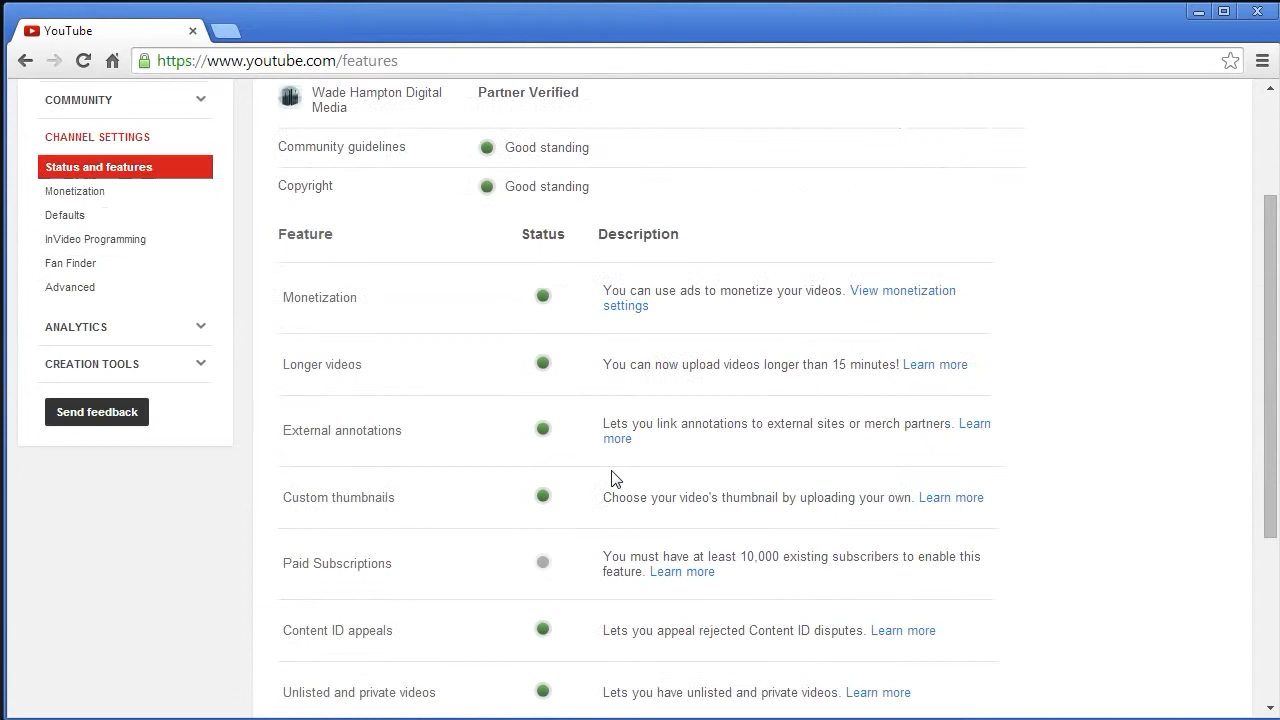 YouTube
https://www.youtube.com/features
COMMUNITY
CHANNEL SETTINGS
Status and features
Monetization
Defaults
InVideo Programming
Fan Finder
Advanced
ANALYTICS
CREATION TOOLS
Send feedback
Wade Hampton Digital
Media
Partner Verified
Community guidelines Good standing
Copyright Good standing
Feature Status Description
Monetization
You can use ads to monetize your videos. View monetization
settings
Longer videos You can now upload videos longer than 15 minutes! Learn more
External annotations
Lets you link annotations to external sites or merch partners. Learn
more
Custom thumbnails Choose your video's thumbnail by uploading your own. Learn more
Paid Subscriptions
You must have at least 10,000 existing subscribers to enable this
feature. Learn more
Content ID appeals Lets you appeal rejected Content ID disputes. Learn more
Unlisted and private videos Lets you have unlisted and private videos. Learn more